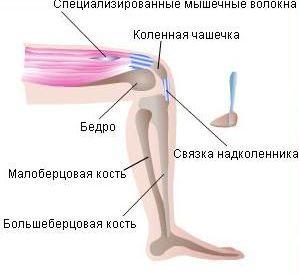 Специализированные мышечные волокна
Коленная чашечка
Бедро
Связка надколенника
Малоберцовая кость
Большеберцовая кость